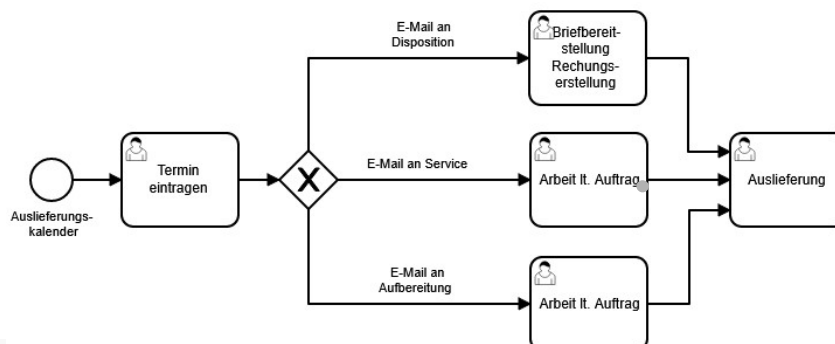 E-Mail an
Disposition
Briefbereit-
stellung
Rechungs-
erstellung
Termin
eintragen
X
E-Mail an Service
Arbeit lt. Auftrag
Auslieferung
Auslieferungs-
kalender
E-Mail an
Aufbereitung
Arbeit lt. Auftrag